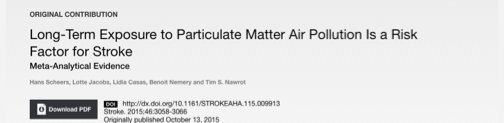 ORIGINAL CONTRIBUTION
Long-Term Exposure to Particulate Matter Air Pollution Is a Risk
Factor for Stroke
Meta-Analytical Evidence
Hans Scheers, Lotte Jacobs, Lidia Casas, Benoit Nemery and Tim S. Nawrot
Download PDF
DOI http://dx.doi.org/10.1161/STROKEAHA.115.009913
Stroke. 2015;46:3058-3066
Originally published October 13, 2015